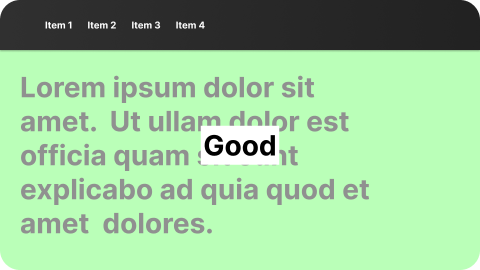 Item 1 Item 2 Item 3 Item 4
Lorem ipsum dolor sit
amet. Ut ullam dolor est
officia quam
Good
explicabo ad quia quod et
amet dolores.